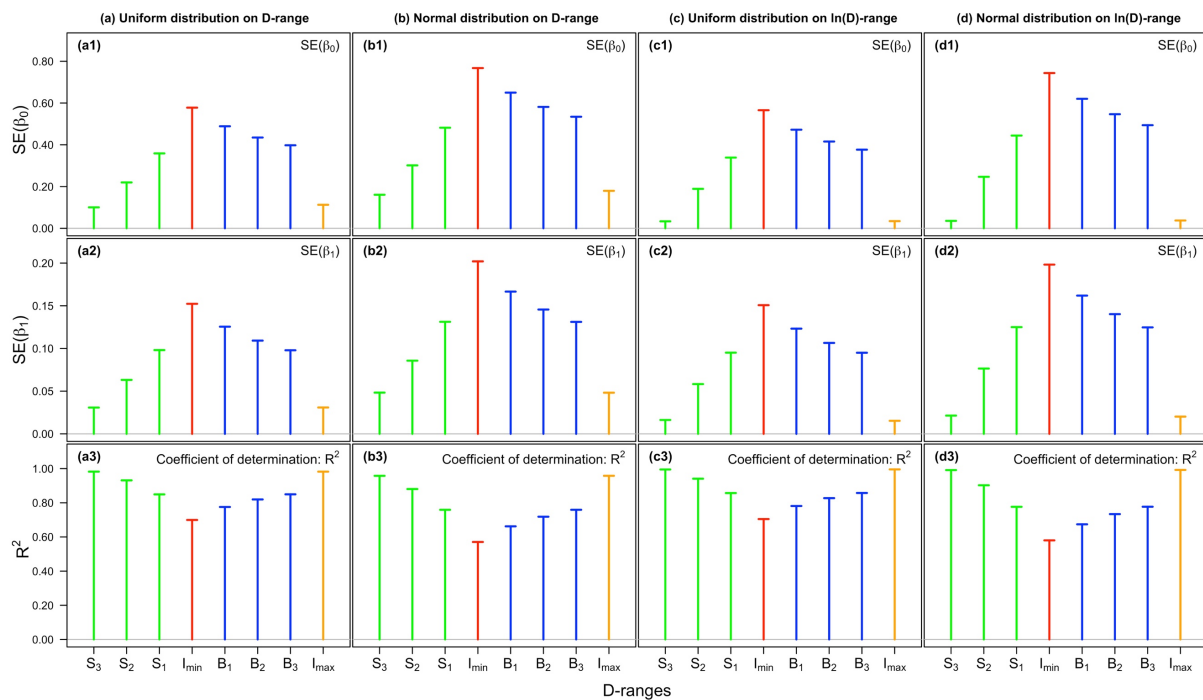 (a) Uniform distribution on D-range
(b) Normal distribution on D-range
(c) Uniform distribution on ln(D)-range
(d) Normal distribution on ln(D)-range
(a1) SE(β₀)
(b1) SE(β₀)
(c1) SE(β₀)
(d1) SE(β₀)
SE(β₀)
0.80
0.60
0.40
0.20
0.00
(a2) SE(β₁)
(b2) SE(β₁)
(c2) SE(β₁)
(d2) SE(β₁)
SE(β₁)
0.20
0.15
0.10
0.05
0.00
(a3) Coefficient of determination: R²
(b3) Coefficient of determination: R²
(c3) Coefficient of determination: R²
(d3) Coefficient of determination: R²
R²
1.00
0.80
0.60
0.40
0.20
0.00
S₃ S₂ S₁ Iₘᵢₙ B₁ B₂ B₃ Iₘₐₓ
S₃ S₂ S₁ Iₘᵢₙ B₁ B₂ B₃ Iₘₐₓ
S₃ S₂ S₁ Iₘᵢₙ B₁ B₂ B₃ Iₘₐₓ
S₃ S₂ S₁ Iₘᵢₙ B₁ B₂ B₃ Iₘₐₓ
D-ranges